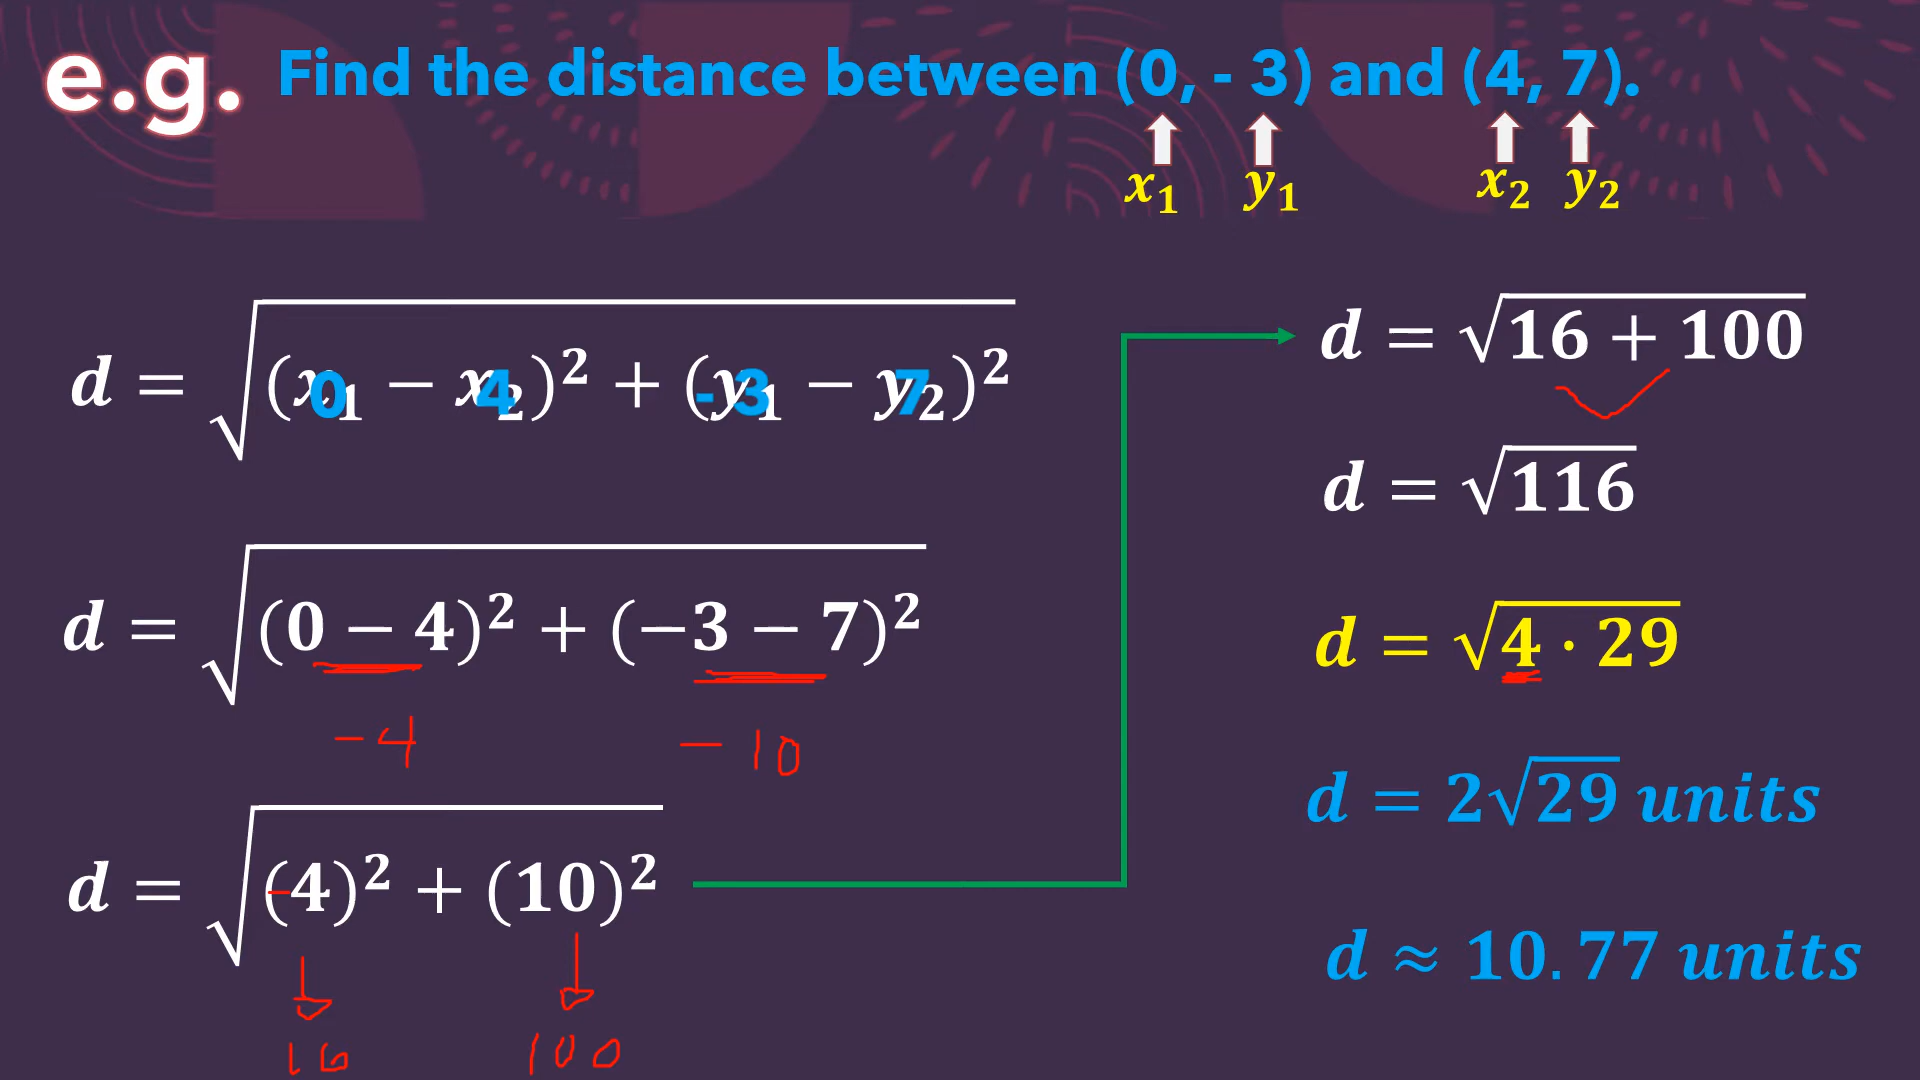 e.g. Find the distance between (0, - 3) and (4, 7).
x₁ y₁ x₂ y₂
d = √((x₁ − x₂)² + (y₁ − y₂)²)
0 4 - 3 7
d = √((0 − 4)² + (−3 − 7)²)
−4 −10
d = √((−4)² + (10)²)
16 100
d = √(16 + 100)
d = √116
d = √(4 · 29)
d = 2√29 units
d ≈ 10.77 units